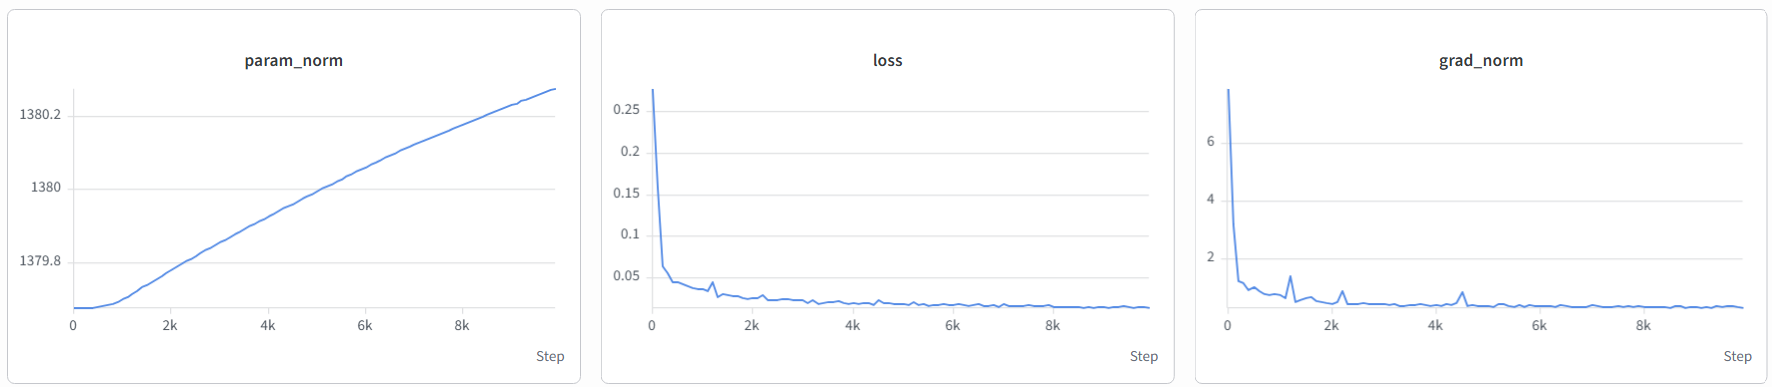 param_norm
1380.2
1380
1379.8
0 2k 4k 6k 8k
Step
loss
0.25
0.2
0.15
0.1
0.05
0 2k 4k 6k 8k
Step
grad_norm
6
4
2
0 2k 4k 6k 8k
Step